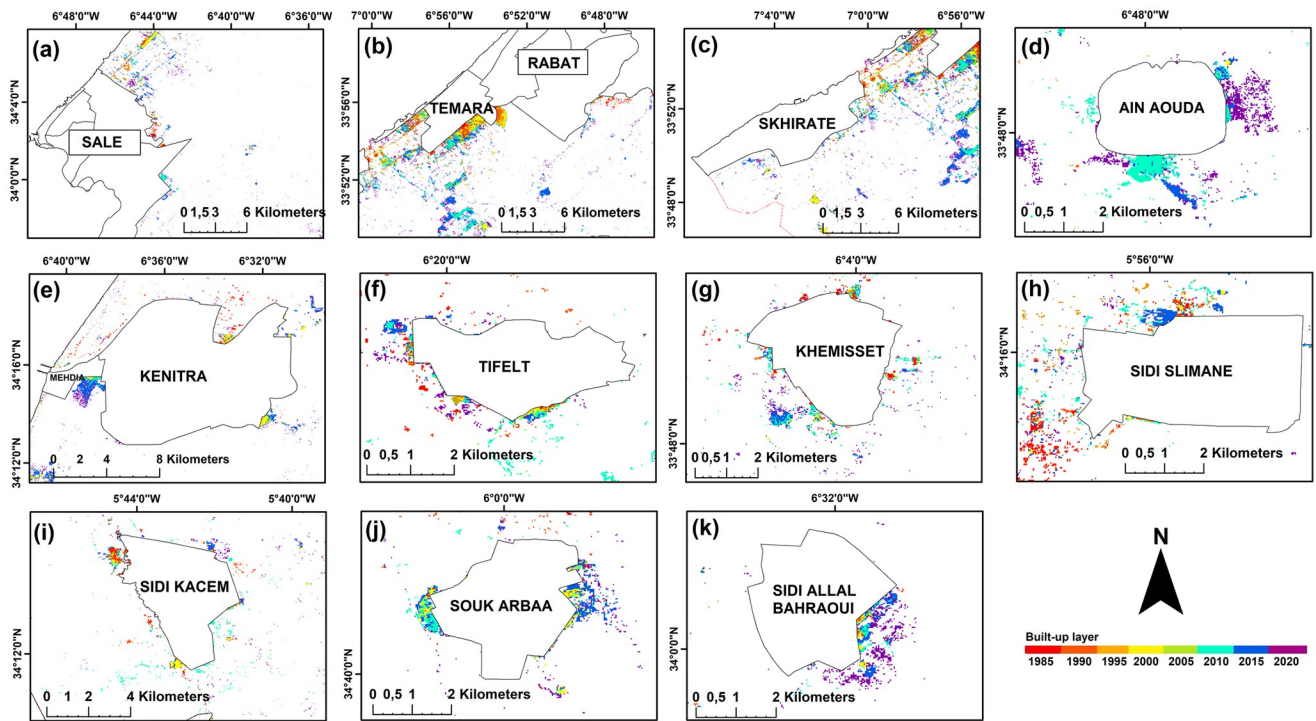 6°48'0"W 6°44'0"W 6°40'0"W 6°36'0"W
7°0'0"W 6°56'0"W 6°52'0"W 6°48'0"W
7°4'0"W 7°0'0"W 6°56'0"W
6°48'0"W
(a)
34°4'0"N
34°0'0"N
SALE
0 1,5 3 6 Kilometers
(b)
33°56'0"N
33°52'0"N
RABAT
TEMARA
0 1,5 3 6 Kilometers
(c)
33°52'0"N
33°48'0"N
SKHIRATE
0 1,5 3 6 Kilometers
(d)
33°48'0"N
AIN AOUDA
0 0,5 1 2 Kilometers
6°40'0"W 6°36'0"W 6°32'0"W
6°20'0"W
6°4'0"W
5°56'0"W
(e)
34°16'0"N
34°12'0"N
MEHDIA
KENITRA
0 2 4 8 Kilometers
(f)
TIFELT
0 0,5 1 2 Kilometers
(g)
33°48'0"N
KHEMISSET
0 0,5 1 2 Kilometers
(h)
34°16'0"N
SIDI SLIMANE
0 0,5 1 2 Kilometers
5°44'0"W 5°40'0"W
6°0'0"W
6°32'0"W
(i)
34°12'0"N
SIDI KACEM
0 1 2 4 Kilometers
(j)
34°40'0"N
SOUK ARBAA
0 0,5 1 2 Kilometers
(k)
34°0'0"N
SIDI ALLAL
BAHRAOUI
0 0,5 1 2 Kilometers
N
Built-up layer
1985 1990 1995 2000 2005 2010 2015 2020